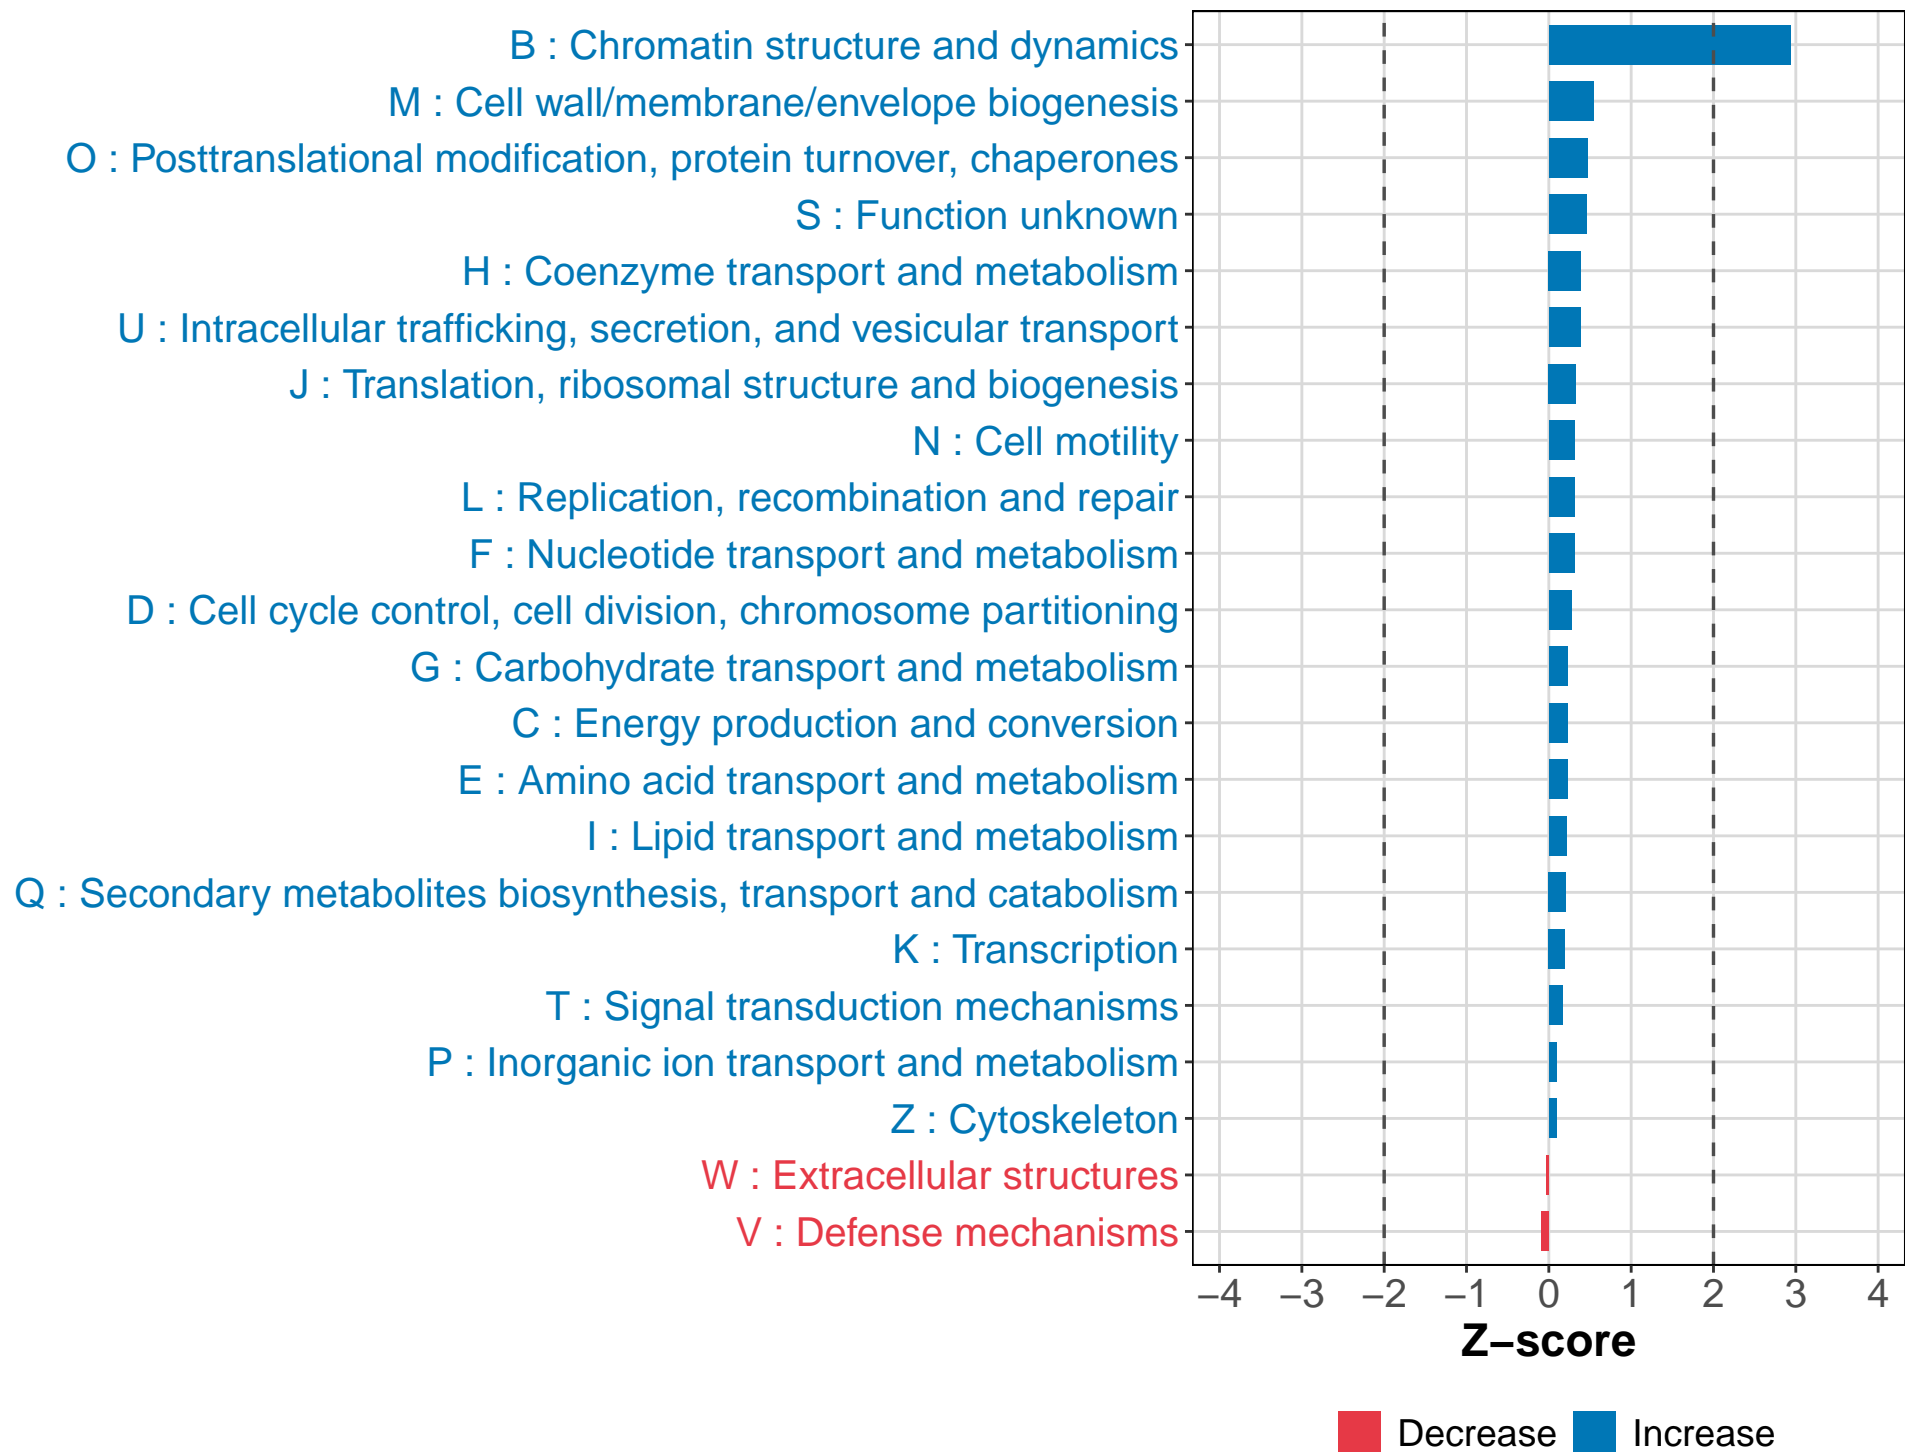 B : Chromatin structure and dynamics
M : Cell wall/membrane/envelope biogenesis
O : Posttranslational modification, protein turnover, chaperones
S : Function unknown
H : Coenzyme transport and metabolism
U : Intracellular trafficking, secretion, and vesicular transport
J : Translation, ribosomal structure and biogenesis
N : Cell motility
L : Replication, recombination and repair
F : Nucleotide transport and metabolism
D : Cell cycle control, cell division, chromosome partitioning
G : Carbohydrate transport and metabolism
C : Energy production and conversion
E : Amino acid transport and metabolism
I : Lipid transport and metabolism
Q : Secondary metabolites biosynthesis, transport and catabolism
K : Transcription
T : Signal transduction mechanisms
P : Inorganic ion transport and metabolism
Z : Cytoskeleton
W : Extracellular structures
V : Defense mechanisms
−4 −3 −2 −1 0 1 2 3 4
Z−score
Decrease Increase